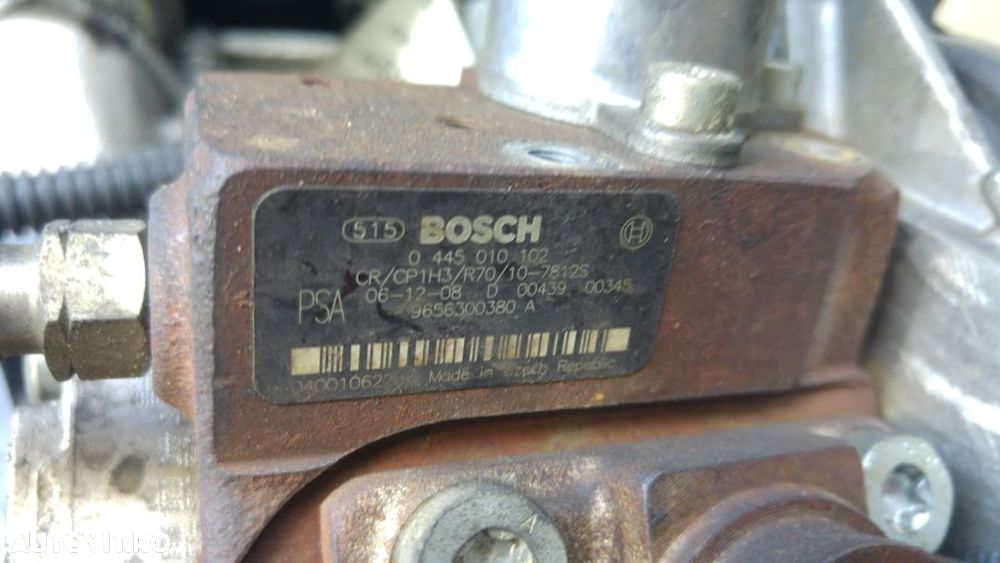 515 BOSCH
0 445 010 102
CR/CP1H3/R70/10-7812S
PSA 06-12-08 D 00439 00345
9656300380 A
04001062
Made in Czech Republic
AUTOVIT.RO